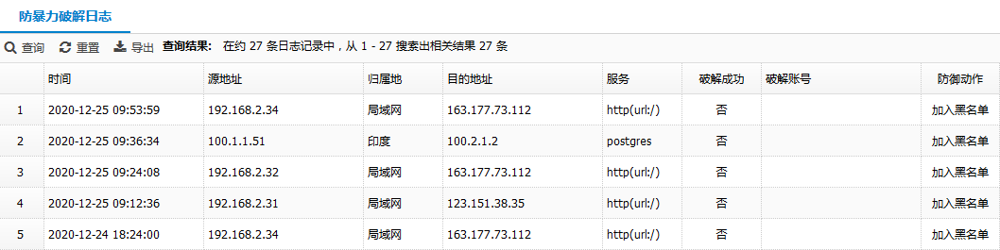 防暴力破解日志
查询 重置 导出 查询结果: 在约 27 条日志记录中，从 1 - 27 搜索出相关结果 27 条
时间 源地址 归属地 目的地址 服务 破解成功 破解账号 防御动作
1 2020-12-25 09:53:59 192.168.2.34 局域网 163.177.73.112 http(url:/) 否 加入黑名单
2 2020-12-25 09:36:34 100.1.1.51 印度 100.2.1.2 postgres 否 加入黑名单
3 2020-12-25 09:24:08 192.168.2.32 局域网 163.177.73.112 http(url:/) 否 加入黑名单
4 2020-12-25 09:12:36 192.168.2.31 局域网 123.151.38.35 http(url:/) 否 加入黑名单
5 2020-12-24 18:24:00 192.168.2.34 局域网 163.177.73.112 http(url:/) 否 加入黑名单